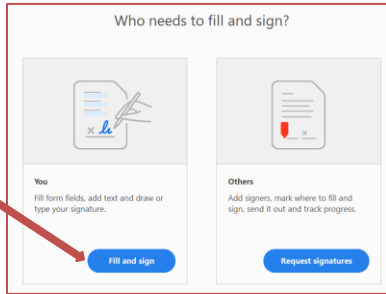 Who needs to fill and sign?
You
Fill form fields, add text and draw or
type your signature.
Fill and sign
Others
Add signers, mark where to fill and
sign, send it out and track progress.
Request signatures